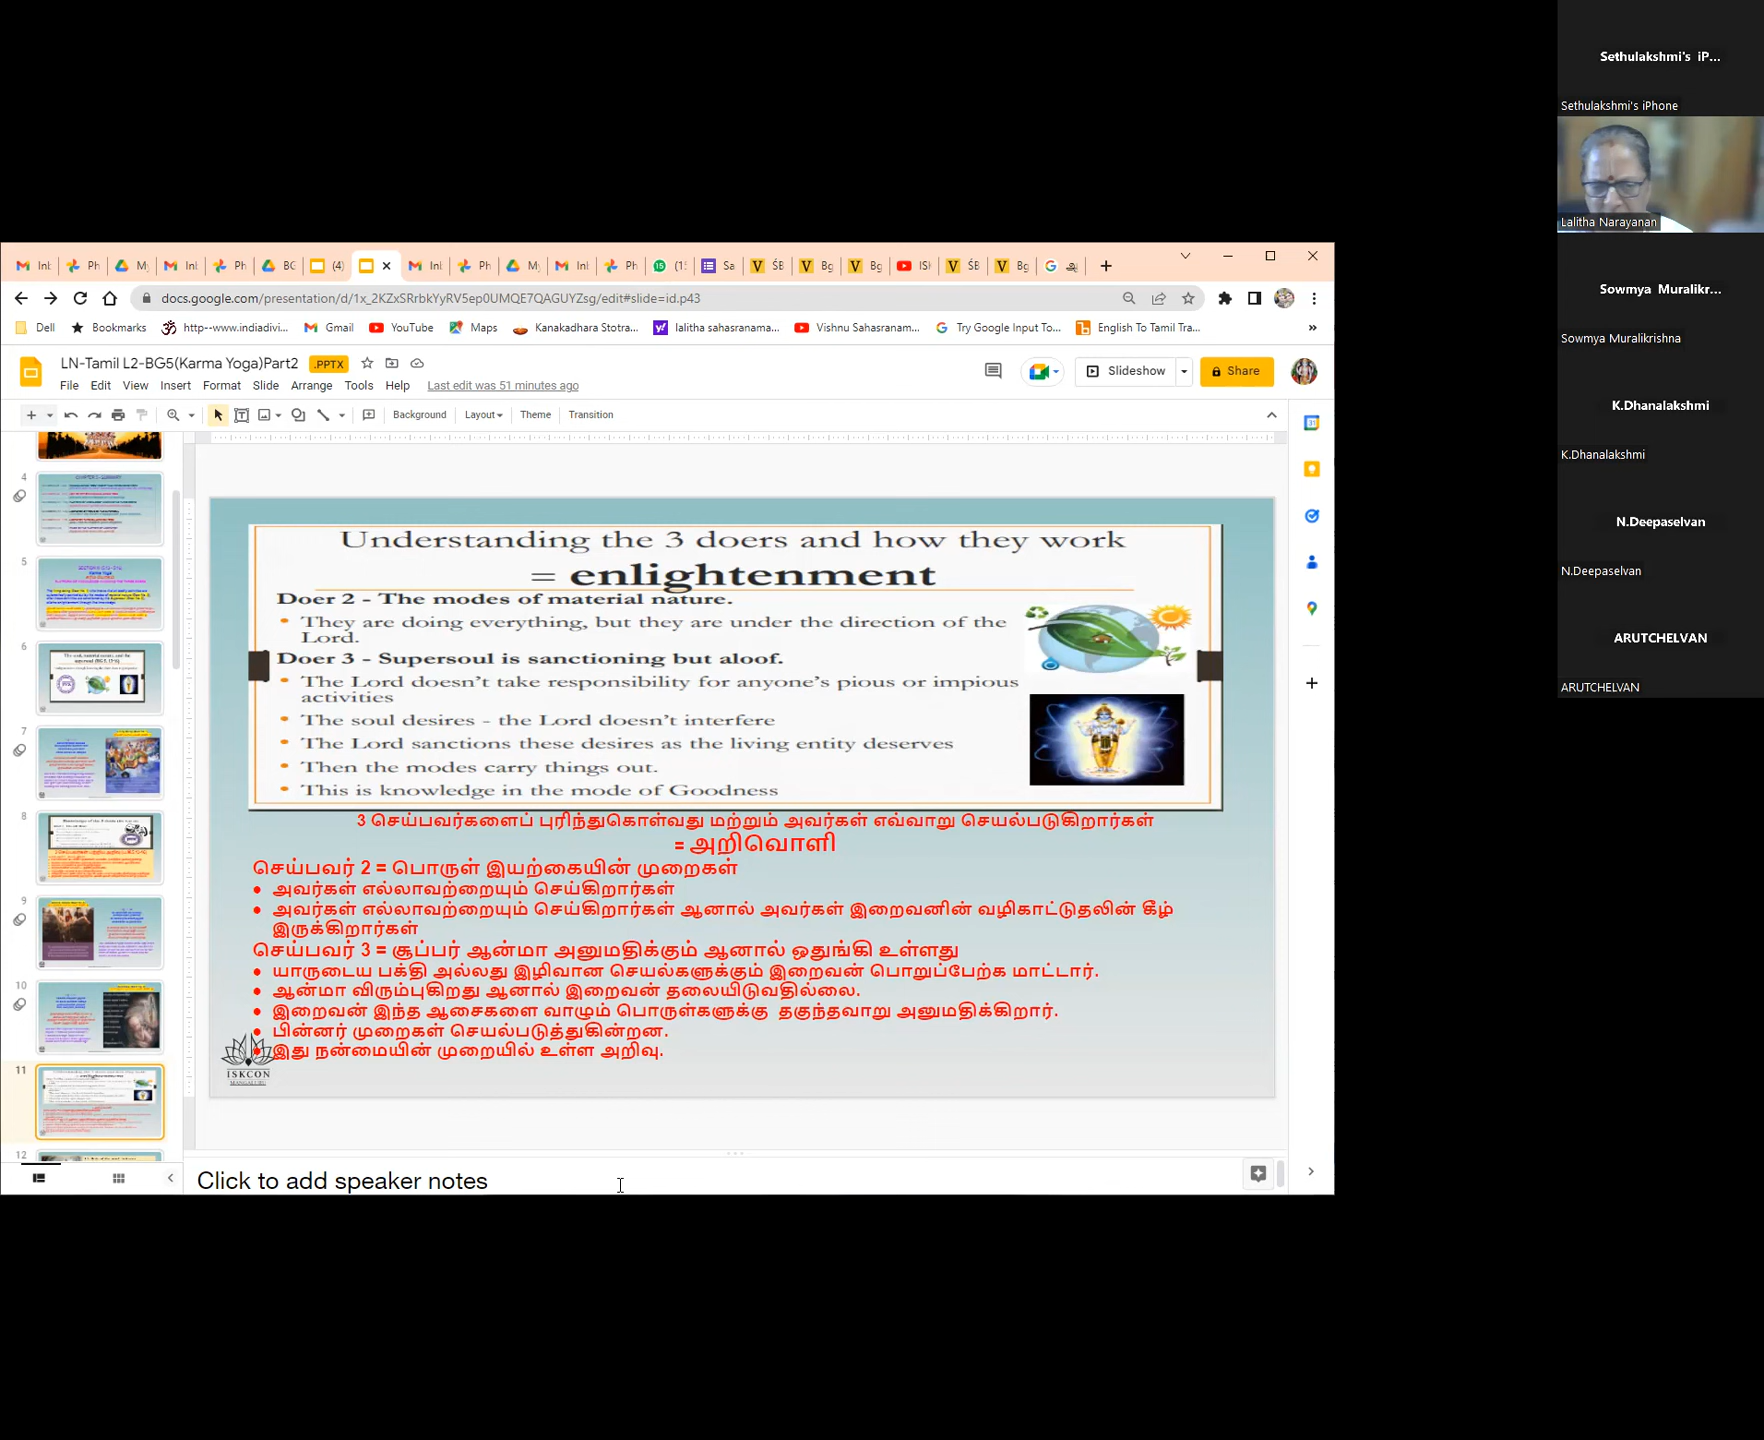 Sethulakshmi's iP...
Sethulakshmi's iPhone
Lalitha Narayanan
Sowmya Muralikr...
Sowmya Muralikrishna
K.Dhanalakshmi
K.Dhanalakshmi
N.Deepaselvan
N.Deepaselvan
ARUTCHELVAN
ARUTCHELVAN
docs.google.com/presentation/d/1x_2KZxSRrbkYyRV5ep0UMQE7QAGUYZsg/edit#slide=id.p43
Dell Bookmarks http--www.indiadivi... Gmail YouTube Maps Kanakadhara Stotra... lalitha sahasranama... Vishnu Sahasranam... Try Google Input To... English To Tamil Tra...
LN-Tamil L2-BG5(Karma Yoga)Part2 .PPTX
File Edit View Insert Format Slide Arrange Tools Help Last edit was 51 minutes ago
Slideshow Share
Background Layout Theme Transition
4
5
6
7
8
9
10
11
12
Understanding the 3 doers and how they work
= enlightenment
Doer 2 - The modes of material nature.
• They are doing everything, but they are under the direction of the
Lord.
Doer 3 - Supersoul is sanctioning but aloof.
• The Lord doesn't take responsibility for anyone's pious or impious
activities
• The soul desires - the Lord doesn't interfere
• The Lord sanctions these desires as the living entity deserves
• Then the modes carry things out.
• This is knowledge in the mode of Goodness
3 செய்பவர்களைப் புரிந்துகொள்வது மற்றும் அவர்கள் எவ்வாறு செயல்படுகிறார்கள்
= அறிவொளி
செய்பவர் 2 = பொருள் இயற்கையின் முறைகள்
• அவர்கள் எல்லாவற்றையும் செய்கிறார்கள்
• அவர்கள் எல்லாவற்றையும் செய்கிறார்கள் ஆனால் அவர்கள் இறைவனின் வழிகாட்டுதலின் கீழ்
இருக்கிறார்கள்
செய்பவர் 3 = சூப்பர் ஆன்மா அனுமதிக்கும் ஆனால் ஒதுங்கி உள்ளது
• யாருடைய பக்தி அல்லது இழிவான செயல்களுக்கும் இறைவன் பொறுப்பேற்க மாட்டார்.
• ஆன்மா விரும்புகிறது ஆனால் இறைவன் தலையிடுவதில்லை.
• இறைவன் இந்த ஆசைகளை வாழும் பொருள்களுக்கு தகுந்தவாறு அனுமதிக்கிறார்.
• பின்னர் முறைகள் செயல்படுத்துகின்றன.
• இது நன்மையின் முறையில் உள்ள அறிவு.
ISKCON
MANGALURU
Click to add speaker notes